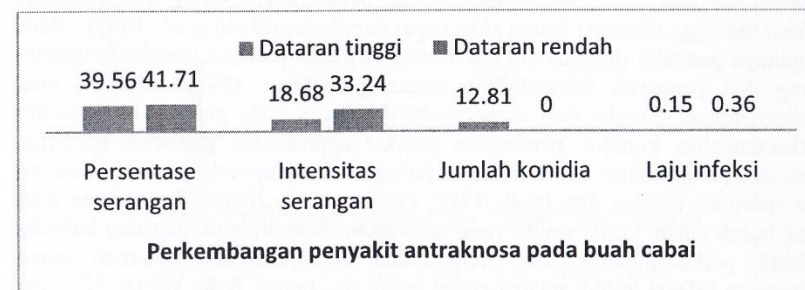 Dataran tinggi Dataran rendah
39.56 41.71 18.68 33.24 12.81 0 0.15 0.36
Persentase serangan Intensitas serangan Jumlah konidia Laju infeksi
Perkembangan penyakit antraknosa pada buah cabai